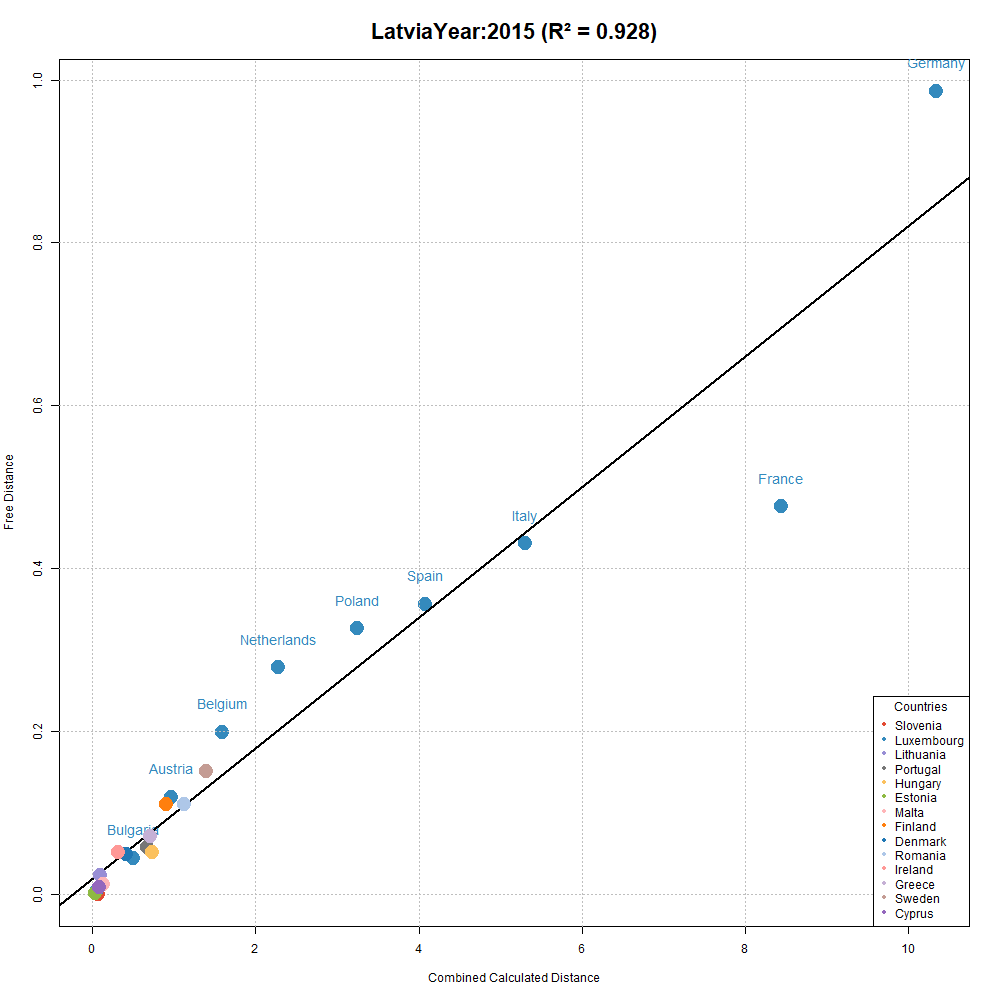 LatviaYear:2015 (R² = 0.928)
Germany
1.0
0.8
0.6
France
Italy
Free Distance
0.4
Spain
Poland
Netherlands
Belgium
0.2
Austria
Bulgaria
0.0
Countries
Slovenia
Luxembourg
Lithuania
Portugal
Hungary
Estonia
Malta
Finland
Denmark
Romania
Ireland
Greece
Sweden
Cyprus
0 2 4 6 8 10
Combined Calculated Distance